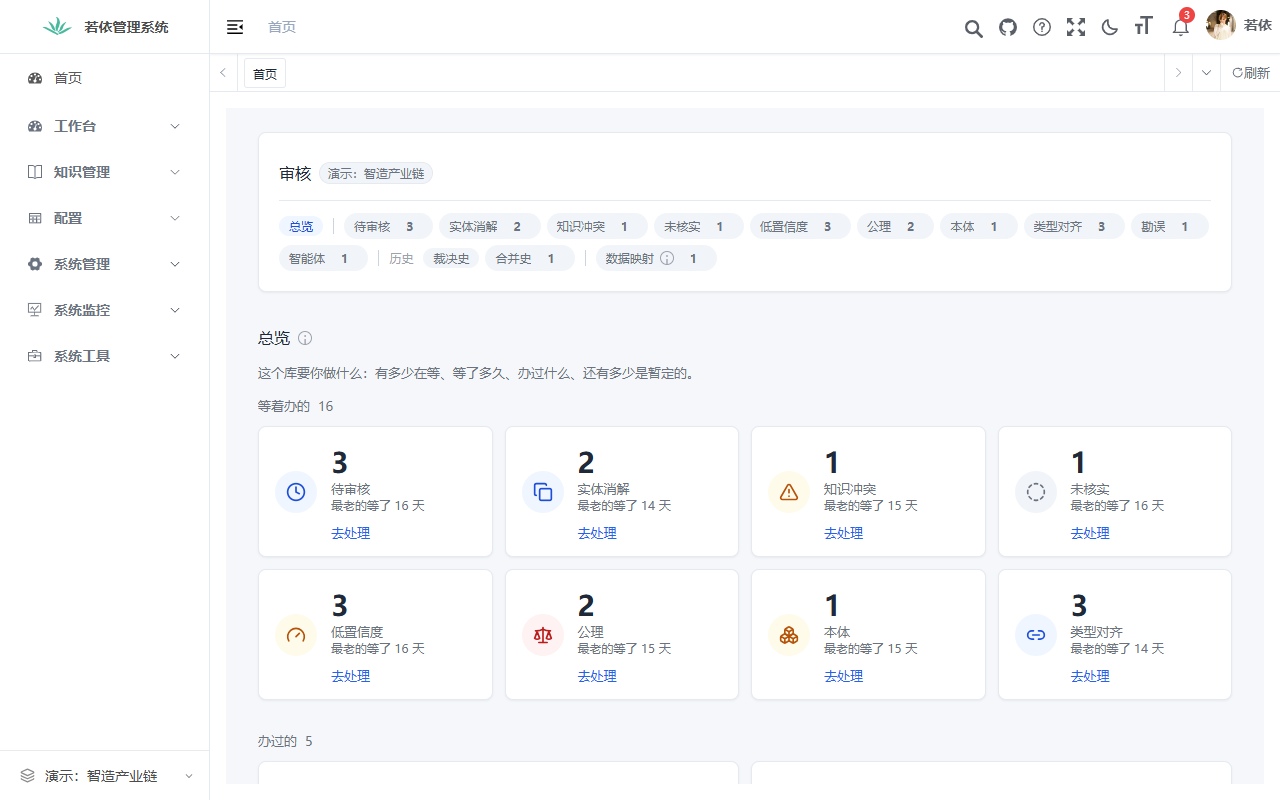 若依管理系统
首页
3
若依
首页
刷新
首页
工作台
知识管理
配置
系统管理
系统监控
系统工具
演示：智造产业链
审核 演示：智造产业链
总览 待审核 3 实体消解 2 知识冲突 1 未核实 1 低置信度 3 公理 2 本体 1 类型对齐 3 勘误 1
智能体 1 历史 裁决史 合并史 1 数据映射 1
总览
这个库要你做什么：有多少在等、等了多久、办过什么、还有多少是暂定的。
等着办的 16
3
待审核
最老的等了 16 天
去处理
2
实体消解
最老的等了 14 天
去处理
1
知识冲突
最老的等了 15 天
去处理
1
未核实
最老的等了 16 天
去处理
3
低置信度
最老的等了 16 天
去处理
2
公理
最老的等了 15 天
去处理
1
本体
最老的等了 15 天
去处理
3
类型对齐
最老的等了 14 天
去处理
办过的 5